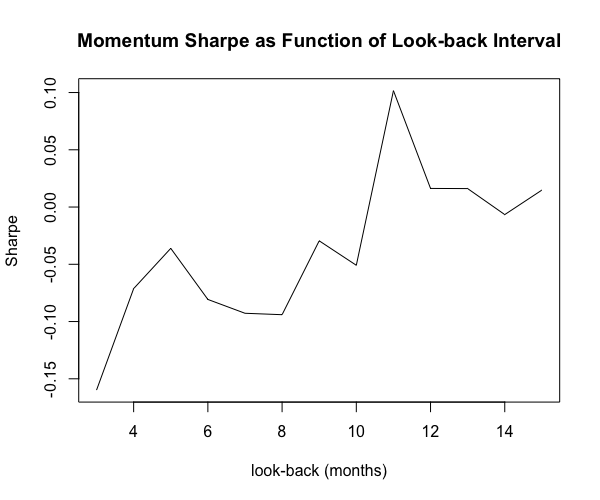 Momentum Sharpe as Function of Look-back Interval
Sharpe
0.10
0.05
0.00
-0.05
-0.10
-0.15
4 6 8 10 12 14
look-back (months)